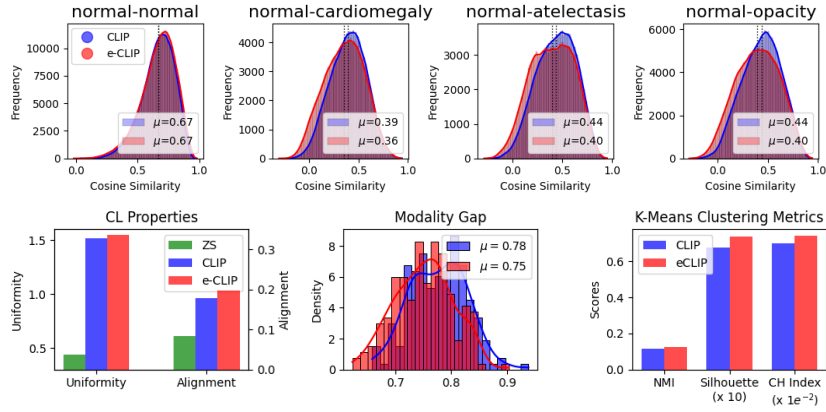 normal-normal
normal-cardiomegaly
normal-atelectasis
normal-opacity
10000
7500
5000
2500
0
Frequency
CLIP
e-CLIP
μ=0.67
μ=0.67
0.0 0.5 1.0
Cosine Similarity
4000
3000
2000
1000
0
Frequency
μ=0.39
μ=0.36
0.0 0.5 1.0
Cosine Similarity
3000
2000
1000
0
Frequency
μ=0.44
μ=0.40
0.0 0.5 1.0
Cosine Similarity
6000
4000
2000
0
Frequency
μ=0.44
μ=0.40
0.0 0.5 1.0
Cosine Similarity
CL Properties
1.5
1.0
0.5
Uniformity
ZS
CLIP
e-CLIP
0.3
0.2
0.1
0.0
Alignment
Uniformity Alignment
Modality Gap
8
6
4
2
0
Density
μ = 0.78
μ = 0.75
0.7 0.8 0.9
K-Means Clustering Metrics
0.6
0.4
0.2
0.0
Scores
CLIP
eCLIP
NMI Silhouette CH Index
(x 10) (x 1e⁻²)